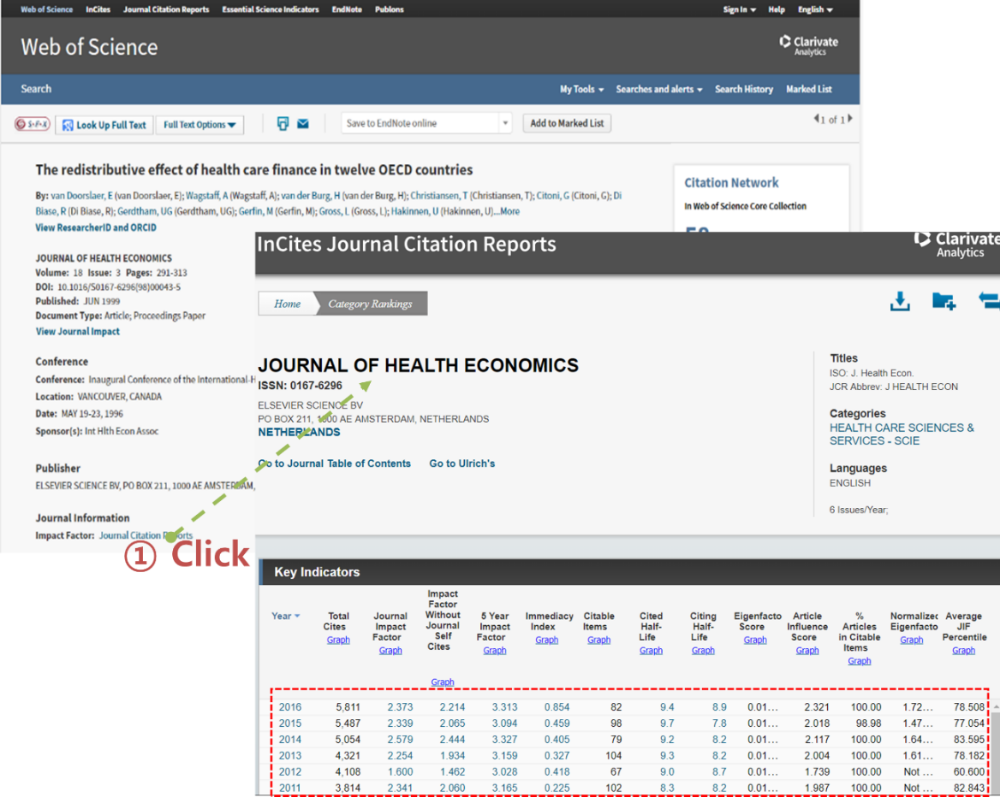 Web of Science InCites Journal Citation Reports Essential Science Indicators EndNote Publons Sign In Help English
Web of Science
Clarivate
Analytics
Search My Tools Searches and alerts Search History Marked List
S·F·X Look Up Full Text Full Text Options Save to EndNote online Add to Marked List 1 of 1
The redistributive effect of health care finance in twelve OECD countries
By: van Doorslaer, E (van Doorslaer, E); Wagstaff, A (Wagstaff, A); van der Burg, H (van der Burg, H); Christiansen, T (Christiansen, T); Citoni, G (Citoni, G); Di
Biase, R (Di Biase, R); Gerdtham, UG (Gerdtham, UG); Gerfin, M (Gerfin, M); Gross, L (Gross, L); Hakinnen, U (Hakinnen, U)...More
View ResearcherID and ORCID
Citation Network
In Web of Science Core Collection
JOURNAL OF HEALTH ECONOMICS
Volume: 18 Issue: 3 Pages: 291-313
DOI: 10.1016/S0167-6296(98)00043-5
Published: JUN 1999
Document Type: Article; Proceedings Paper
View Journal Impact
Conference
Conference: Inaugural Conference of the International-H
Location: VANCOUVER, CANADA
Date: MAY 19-23, 1996
Sponsor(s): Int Hlth Econ Assoc
Publisher
ELSEVIER SCIENCE BV, PO BOX 211, 1000 AE AMSTERDAM,
Journal Information
Impact Factor: Journal Citation Reports
① Click
InCites Journal Citation Reports
Clarivate
Analytics
Home Category Rankings
JOURNAL OF HEALTH ECONOMICS
ISSN: 0167-6296
ELSEVIER SCIENCE BV
PO BOX 211, 1000 AE AMSTERDAM, NETHERLANDS
NETHERLANDS
Go to Journal Table of Contents Go to Ulrich's
Titles
ISO: J. Health Econ.
JCR Abbrev: J HEALTH ECON
Categories
HEALTH CARE SCIENCES &
SERVICES - SCIE
Languages
ENGLISH
6 Issues/Year;
Key Indicators
Year
Total
Cites
Graph
Journal
Impact
Factor
Graph
Impact
Factor
Without
Journal
Self
Cites
Graph
5 Year
Impact
Factor
Graph
Immediacy
Index
Graph
Citable
Items
Graph
Cited
Half-
Life
Graph
Citing
Half-
Life
Graph
Eigenfacto
Score
Graph
Article
Influence
Score
Graph
%
Articles
in Citable
Items
Graph
Normalizec
Eigenfacto
Graph
Average
JIF
Percentile
Graph
2016 5,811 2.373 2.214 3.313 0.854 82 9.4 8.9 0.01... 2.321 100.00 1.72... 78.508
2015 5,487 2.339 2.065 3.094 0.459 98 9.7 7.8 0.01... 2.018 98.98 1.47... 77.054
2014 5,054 2.579 2.444 3.327 0.405 79 9.2 8.2 0.01... 2.117 100.00 1.64... 83.595
2013 4,321 2.254 1.934 3.159 0.327 104 9.3 8.2 0.01... 2.004 100.00 1.61... 78.182
2012 4,108 1.600 1.462 3.028 0.418 67 9.0 8.7 0.01... 1.739 100.00 Not ... 60.600
2011 3,814 2.341 2.060 3.165 0.225 102 8.3 8.2 0.01... 1.987 100.00 Not ... 82.843